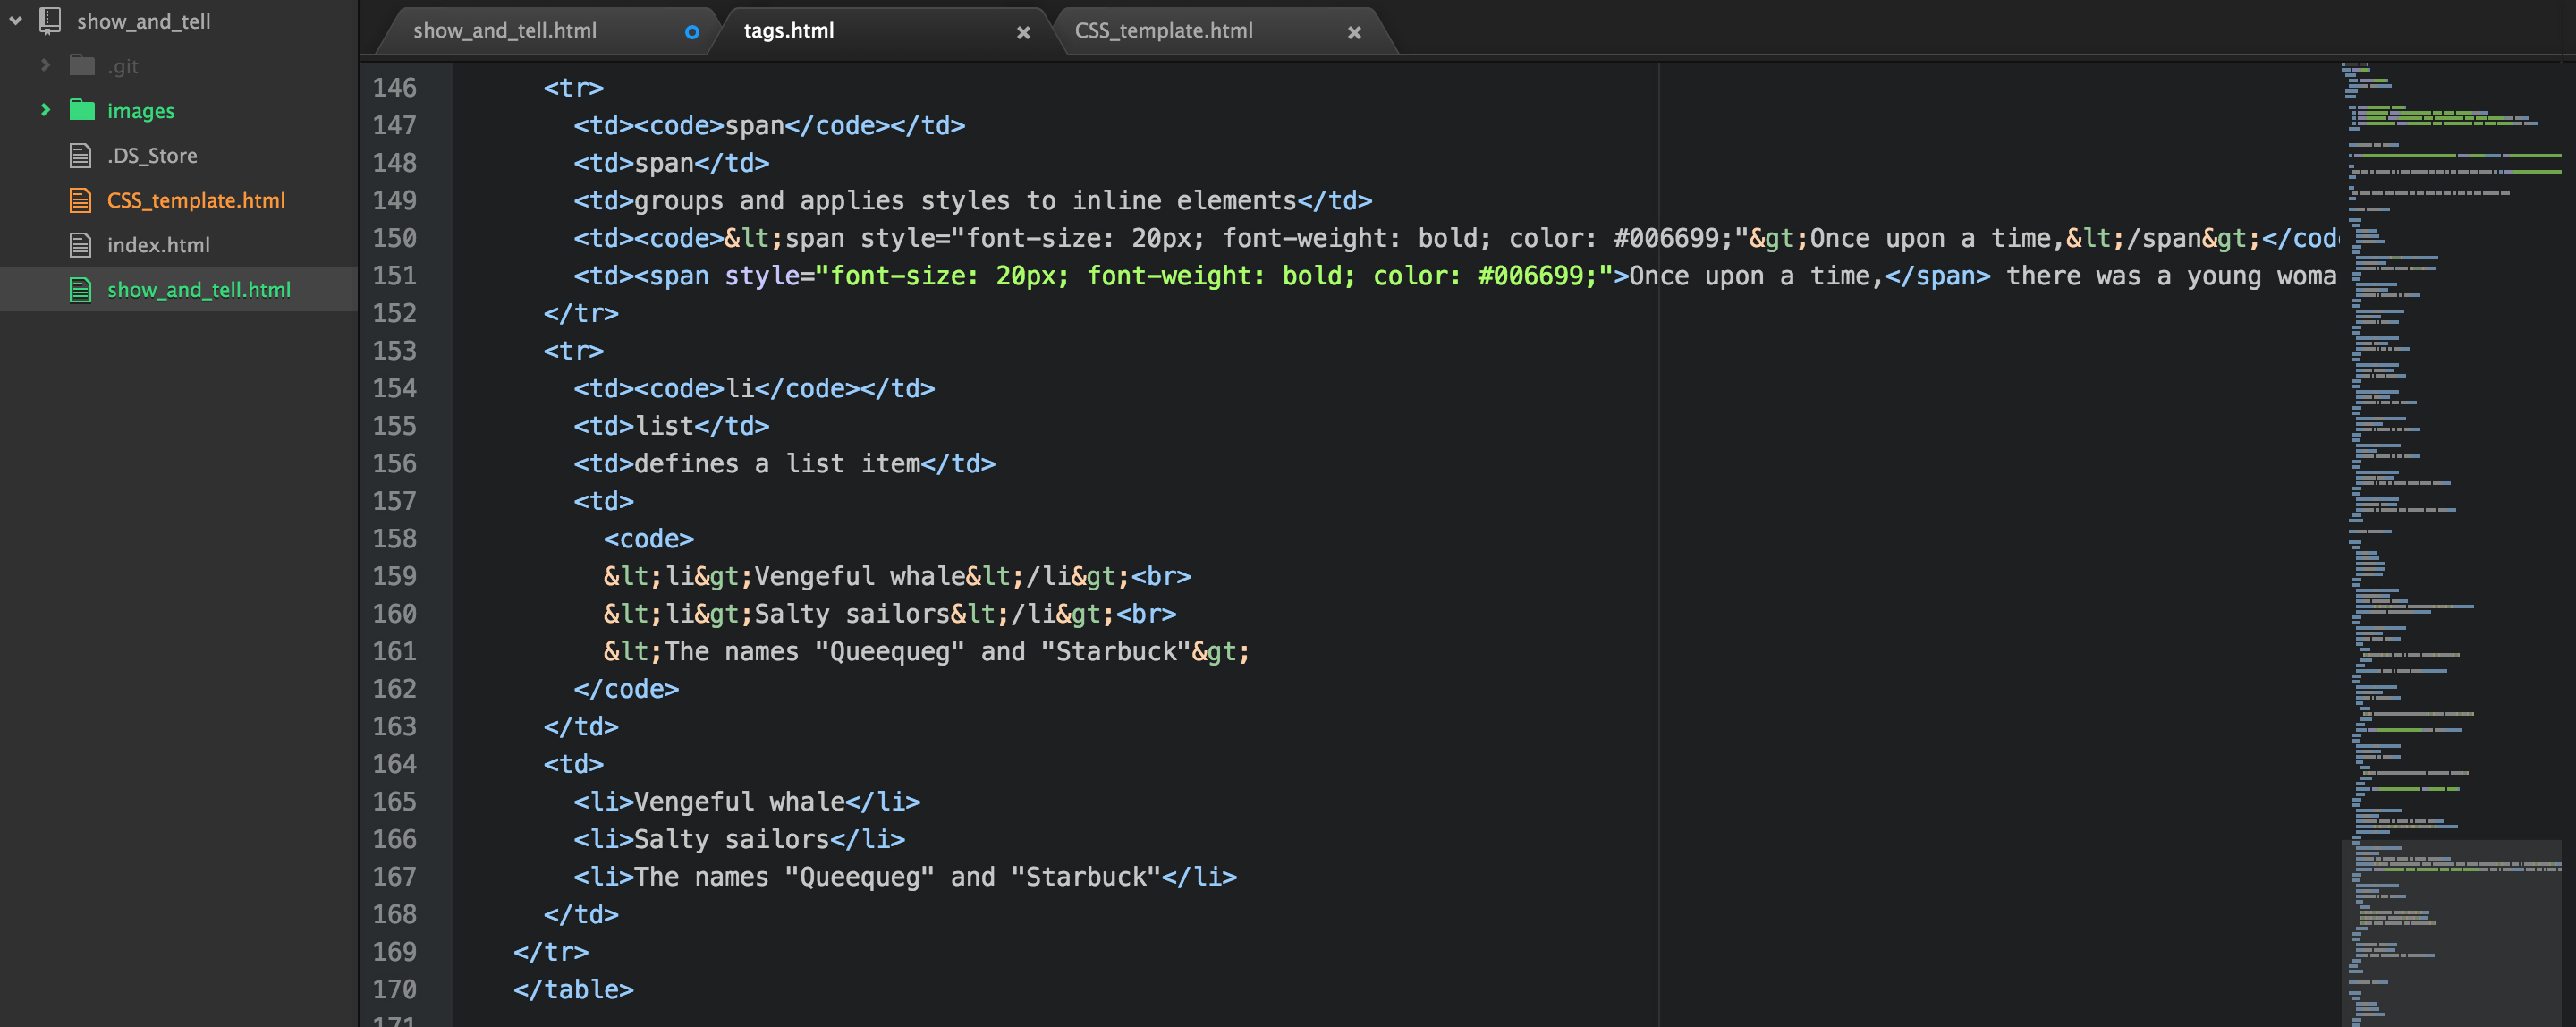 show_and_tell
.git
images
.DS_Store
CSS_template.html
index.html
show_and_tell.html
show_and_tell.html
tags.html
CSS_template.html
146 <tr>
147 <td><code>span</code></td>
148 <td>span</td>
149 <td>groups and applies styles to inline elements</td>
150 <td><code>&lt;span style="font-size: 20px; font-weight: bold; color: #006699;"&gt;Once upon a time,&lt;/span&gt;</cod
151 <td><span style="font-size: 20px; font-weight: bold; color: #006699;">Once upon a time,</span> there was a young woma
152 </tr>
153 <tr>
154 <td><code>li</code></td>
155 <td>list</td>
156 <td>defines a list item</td>
157 <td>
158 <code>
159 &lt;li&gt;Vengeful whale&lt;/li&gt;<br>
160 &lt;li&gt;Salty sailors&lt;/li&gt;<br>
161 &lt;The names "Queequeg" and "Starbuck"&gt;
162 </code>
163 </td>
164 <td>
165 <li>Vengeful whale</li>
166 <li>Salty sailors</li>
167 <li>The names "Queequeg" and "Starbuck"</li>
168 </td>
169 </tr>
170 </table>
171